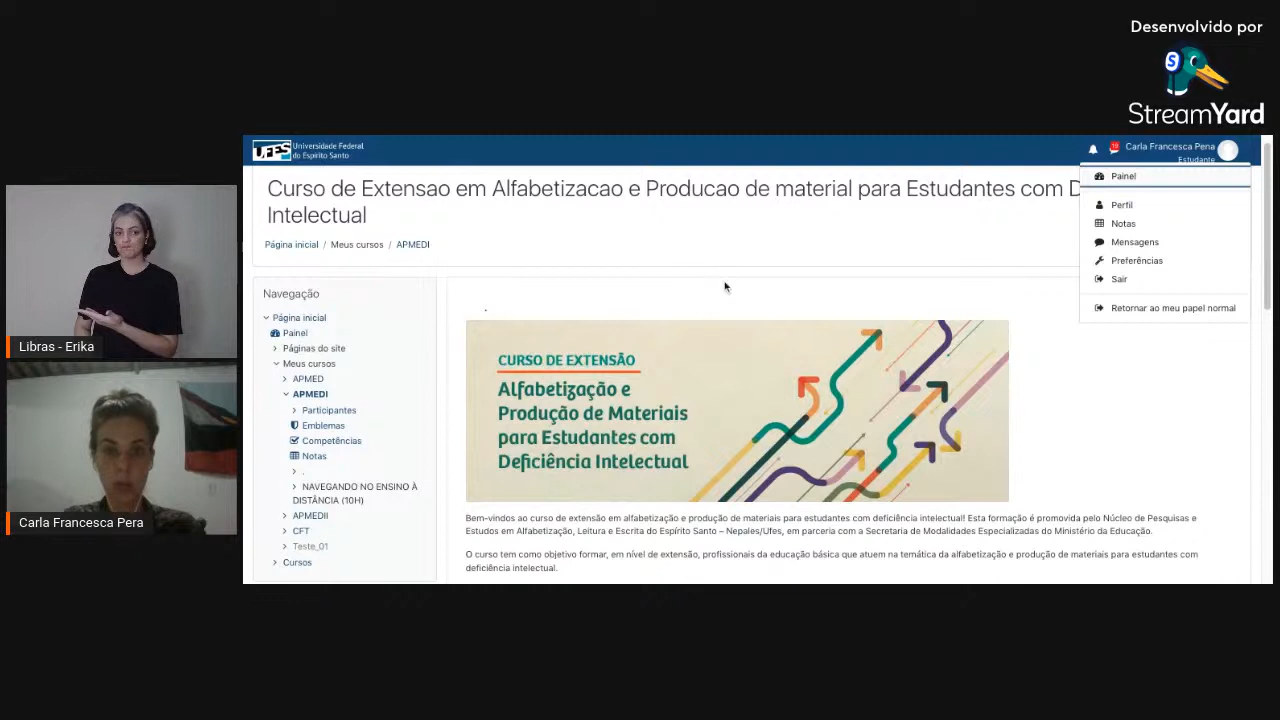 Desenvolvido por
StreamYard
UFES Universidade Federal
do Espírito Santo
19
Carla Francesca Pena
Estudante
Curso de Extensao em Alfabetizacao e Producao de material para Estudantes com D
Intelectual
Página inicial / Meus cursos / APMEDI
Painel
Perfil
Notas
Mensagens
Preferências
Sair
Retornar ao meu papel normal
Navegação
Página inicial
Painel
Páginas do site
Meus cursos
APMED
APMEDI
Participantes
Emblemas
Competências
Notas
.
NAVEGANDO NO ENSINO À
DISTÂNCIA (10H)
APMEDII
CFT
Teste_01
Cursos
.
CURSO DE EXTENSÃO
Alfabetização e
Produção de Materiais
para Estudantes com
Deficiência Intelectual
Bem-vindos ao curso de extensão em alfabetização e produção de materiais para estudantes com deficiência intelectual! Esta formação é promovida pelo Núcleo de Pesquisas e
Estudos em Alfabetização, Leitura e Escrita do Espírito Santo – Nepales/Ufes, em parceria com a Secretaria de Modalidades Especializadas do Ministério da Educação.
O curso tem como objetivo formar, em nível de extensão, profissionais da educação básica que atuem na temática da alfabetização e produção de materiais para estudantes com
deficiência intelectual.
Libras - Erika
Carla Francesca Pera